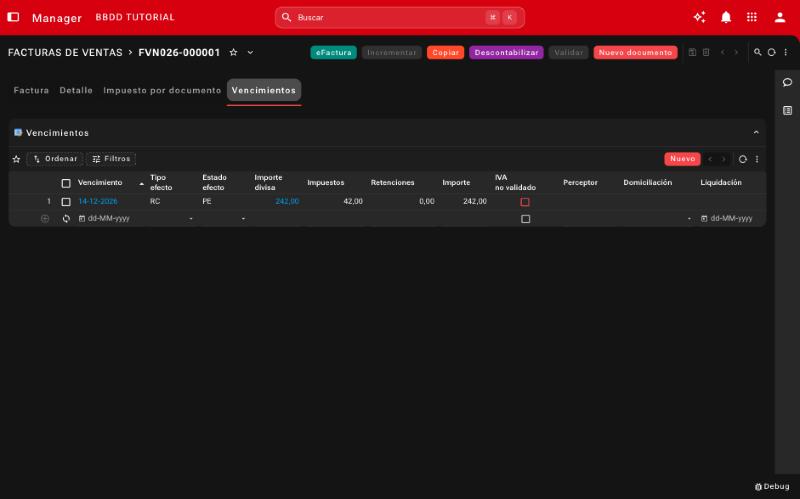 Manager BBDD TUTORIAL Buscar ⌘ K
FACTURAS DE VENTAS > FVN026-000001 eFactura Incrementar Copiar Descontabilizar Validar Nuevo documento
Factura Detalle Impuesto por documento Vencimientos
Vencimientos
Ordenar Filtros Nuevo
Vencimiento Tipo efecto Estado efecto Importe divisa Impuestos Retenciones Importe IVA no validado Perceptor Domiciliación Liquidación
1 14-12-2026 RC PE 242,00 42,00 0,00 242,00
dd-MM-yyyy - - - dd-MM-yyyy
Debug